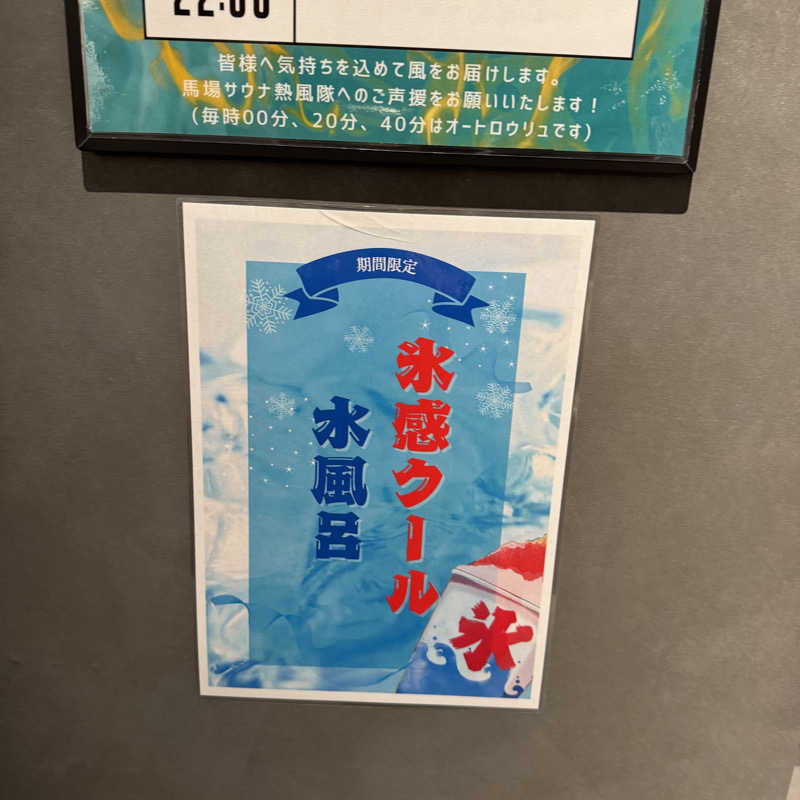 22:00
皆様へ気持ちを込めて風をお届けします。
馬場サウナ熱風隊へのご声援をお願いいたします！
(毎時00分、20分、40分はオートロウリュです)
期間限定
氷感クール
水風呂
氷